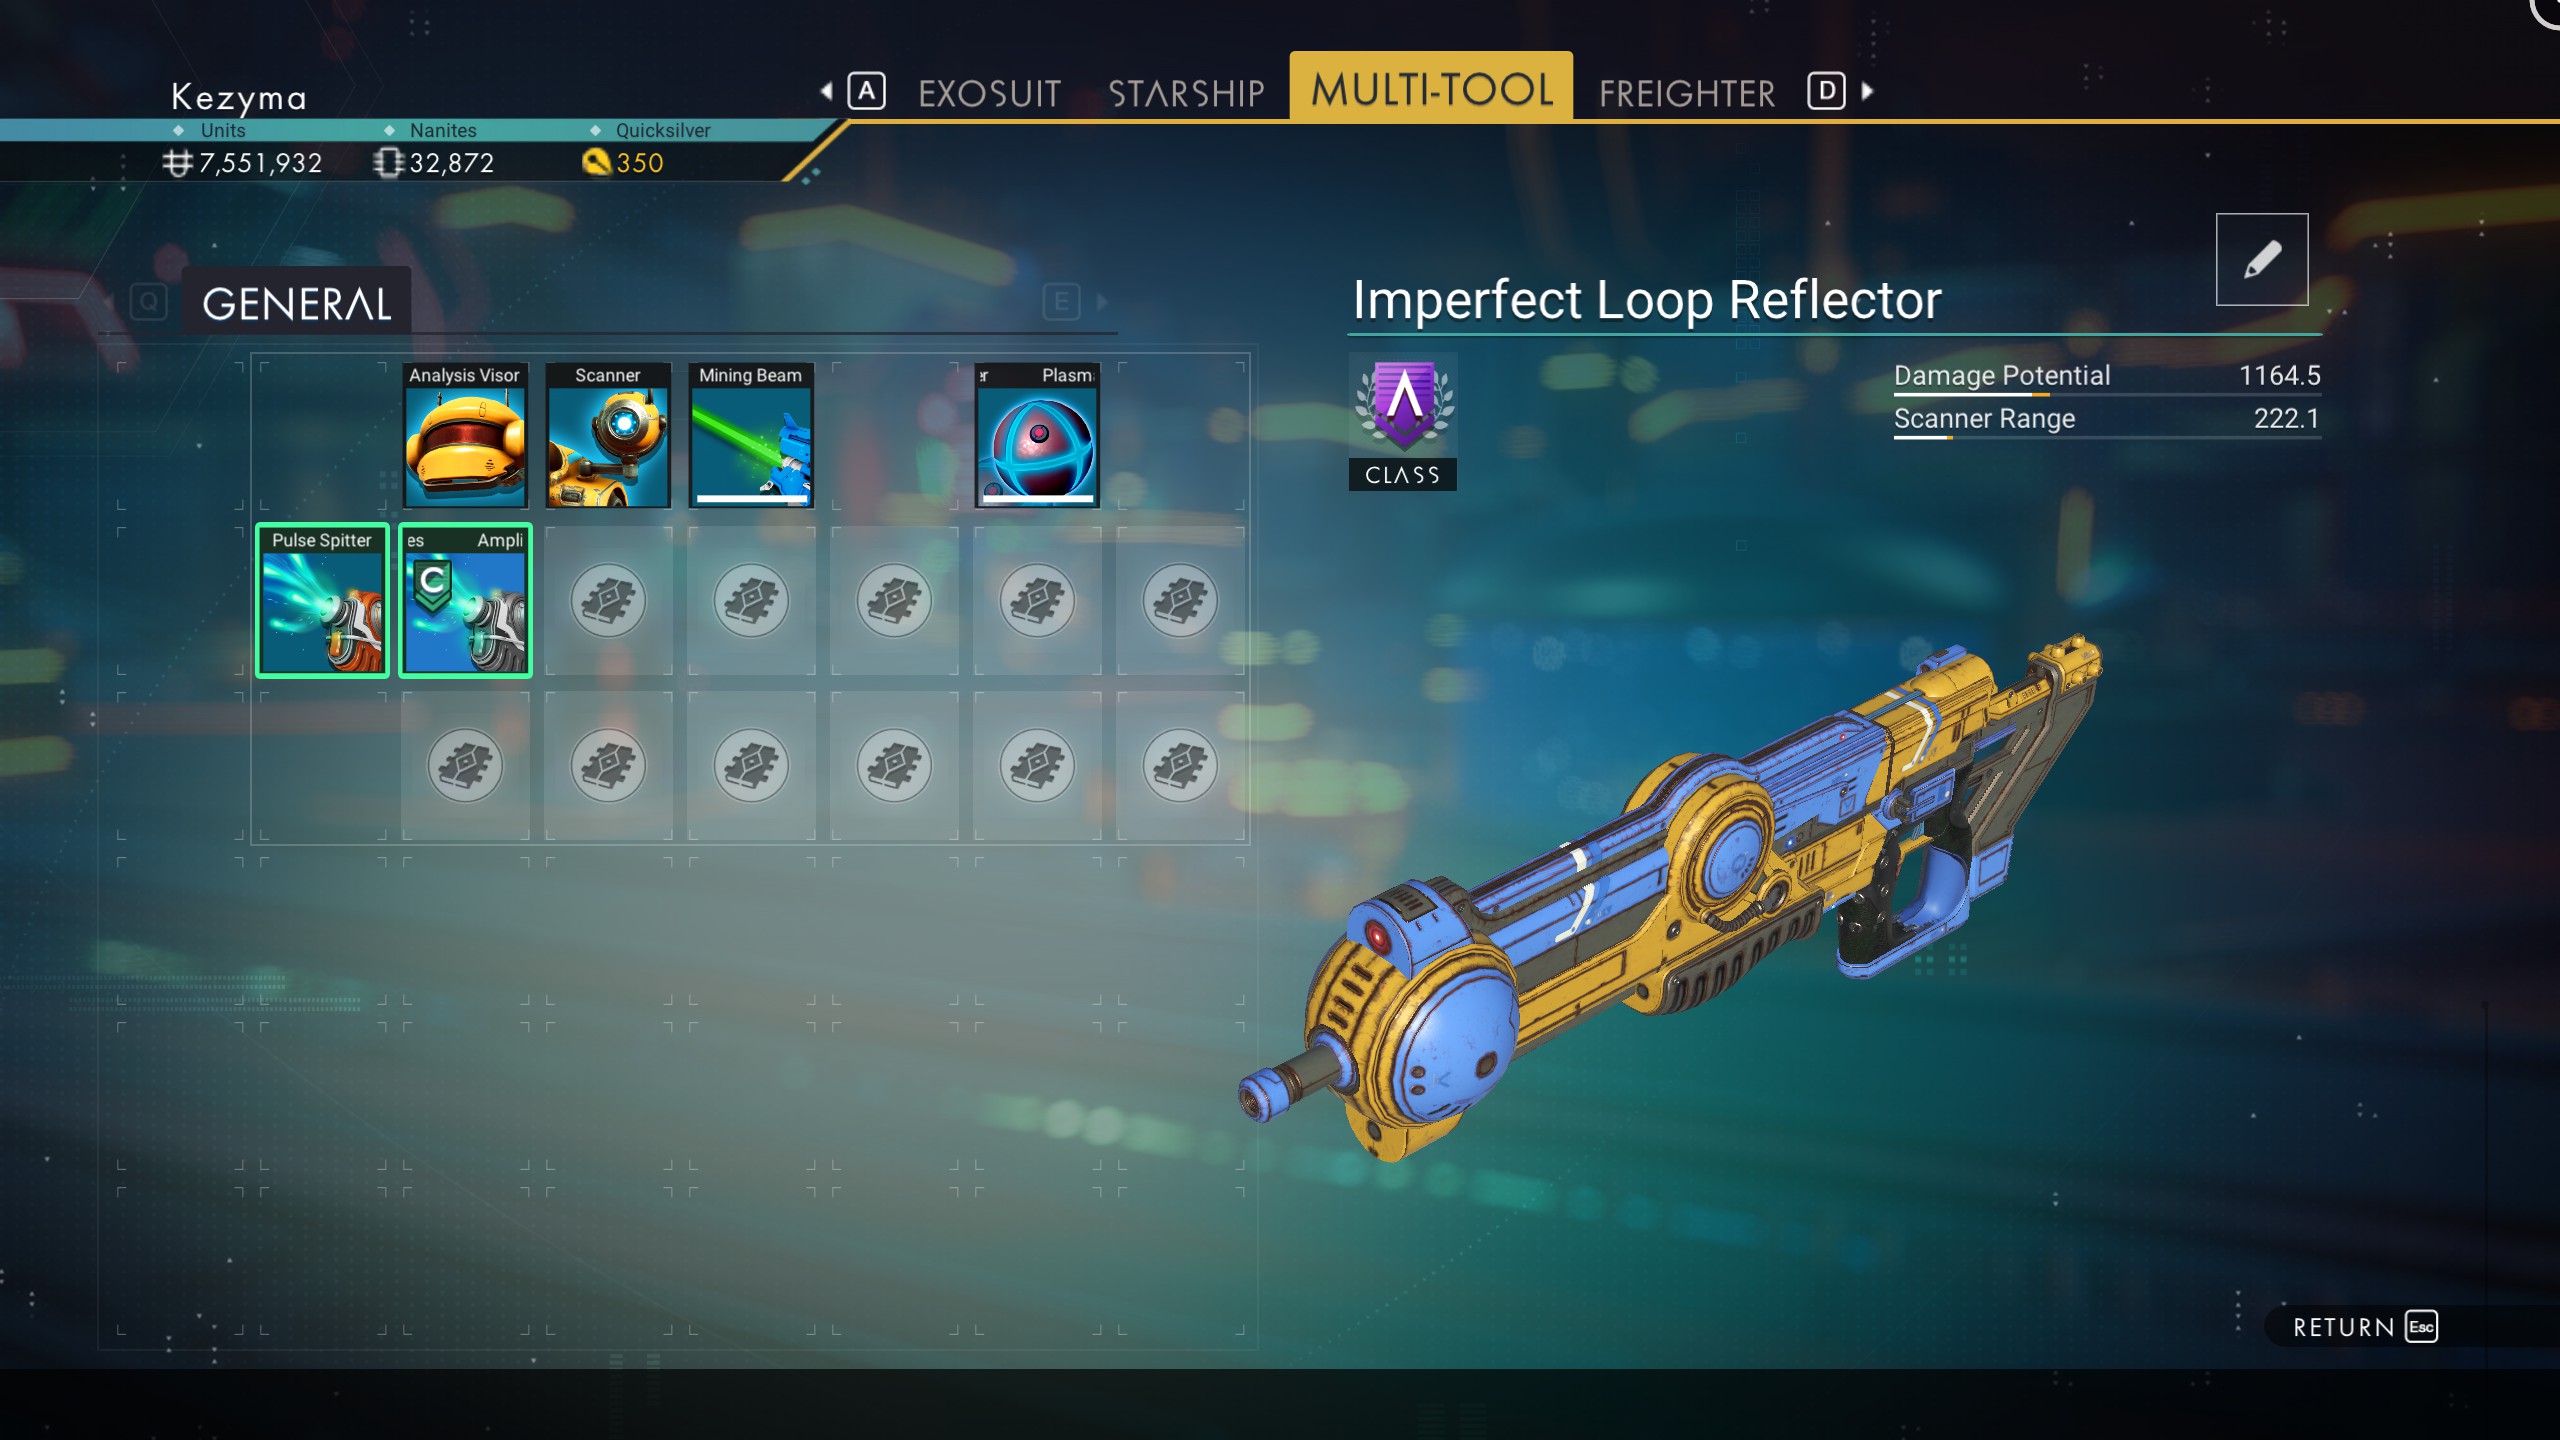 Kezyma
A EXOSUIT STARSHIP MULTI-TOOL FREIGHTER D
Units Nanites Quicksilver
7,551,932 32,872 350
Q GENERAL E
Imperfect Loop Reflector
Analysis Visor Scanner Mining Beam er Plasm
Damage Potential 1164.5
Scanner Range 222.1
CLASS
Pulse Spitter es Ampli
C
RETURN Esc